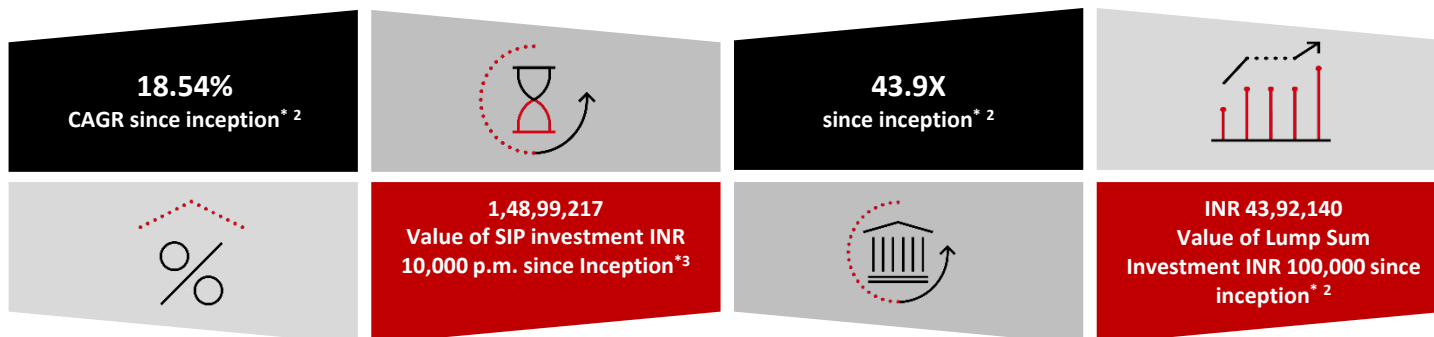 18.54%
CAGR since inception* 2
43.9X
since inception* 2
1,48,99,217
Value of SIP investment INR
10,000 p.m. since Inception*3
INR 43,92,140
Value of Lump Sum
Investment INR 100,000 since
inception* 2